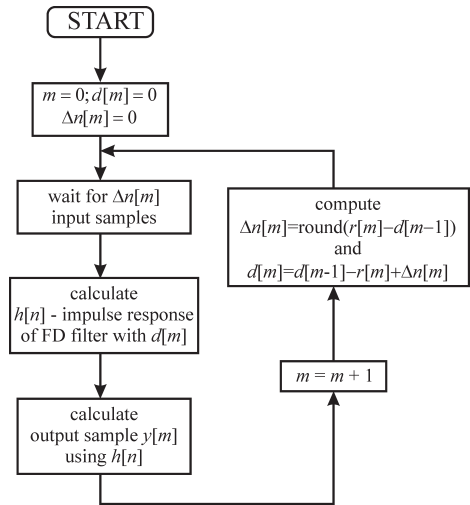 START
m = 0; d[m] = 0
Δn[m] = 0
wait for Δn[m]
input samples
calculate
h[n] - impulse response
of FD filter with d[m]
calculate
output sample y[m]
using h[n]
compute
Δn[m]=round(r[m]−d[m−1])
and
d[m]=d[m-1]−r[m]+Δn[m]
m = m + 1